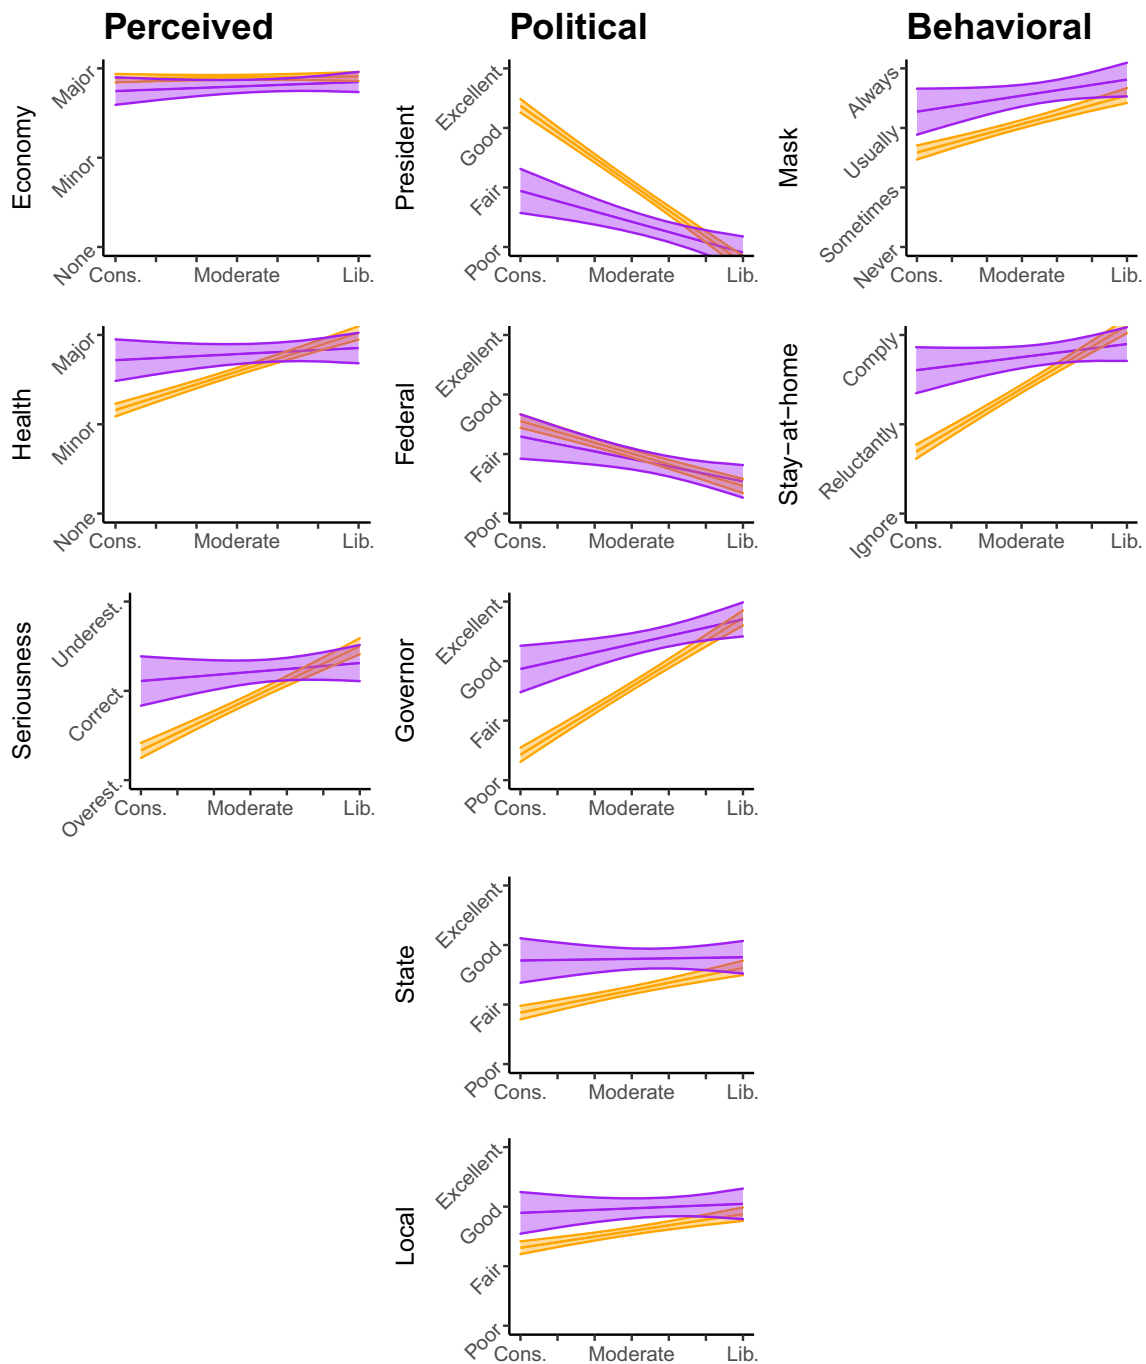 Perceived Political Behavioral
Economy
Major
Minor
None
Cons. Moderate Lib.
President
Excellent
Good
Fair
Poor
Cons. Moderate Lib.
Mask
Always
Usually
Sometimes
Never
Cons. Moderate Lib.
Health
Major
Minor
None
Cons. Moderate Lib.
Federal
Excellent
Good
Fair
Poor
Cons. Moderate Lib.
Stay-at-home
Comply
Reluctantly
Ignore
Cons. Moderate Lib.
Seriousness
Underest.
Correct
Overest.
Cons. Moderate Lib.
Governor
Excellent
Good
Fair
Poor
Cons. Moderate Lib.
State
Excellent
Good
Fair
Poor
Cons. Moderate Lib.
Local
Excellent
Good
Fair
Poor
Cons. Moderate Lib.